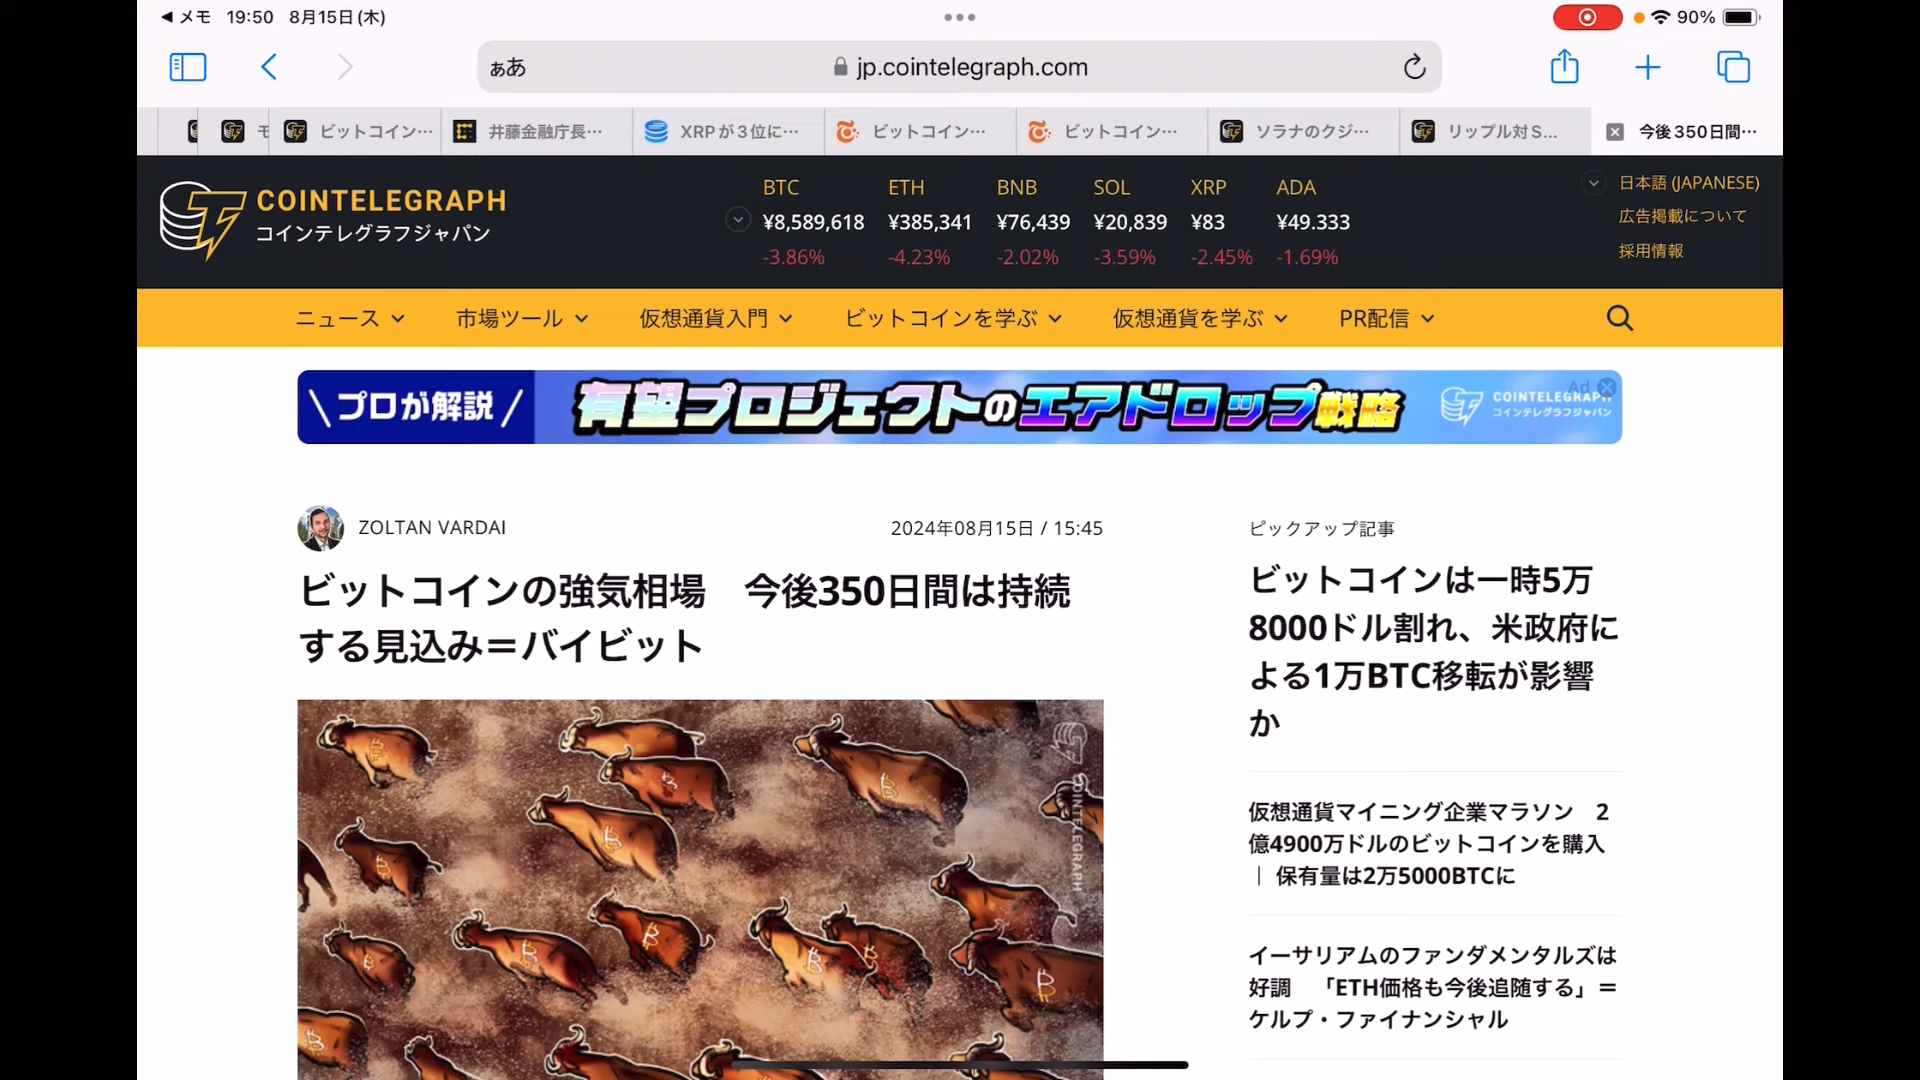 ◀ メモ 19:50 8月15日(木)
90%
ぁあ
jp.cointelegraph.com
モ
ビットコイン…
井藤金融庁長…
XRPが3位に…
ビットコイン…
ビットコイン…
ソラナのクジ…
リップル対S…
今後350日間…
COINTELEGRAPH
コインテレグラフジャパン
BTC ETH BNB SOL XRP ADA
¥8,589,618 ¥385,341 ¥76,439 ¥20,839 ¥83 ¥49.333
-3.86% -4.23% -2.02% -3.59% -2.45% -1.69%
日本語 (JAPANESE)
広告掲載について
採用情報
ニュース 市場ツール 仮想通貨入門 ビットコインを学ぶ 仮想通貨を学ぶ PR配信
\プロが解説/
有望プロジェクトのエアドロップ戦略
Ad
COINTELEGRAPH
コインテレグラフジャパン
ZOLTAN VARDAI
2024年08月15日 / 15:45
ビットコインの強気相場 今後350日間は持続
する見込み＝バイビット
COINTELEGRAPH
ピックアップ記事
ビットコインは一時5万
8000ドル割れ、米政府に
よる1万BTC移転が影響
か
仮想通貨マイニング企業マラソン 2
億4900万ドルのビットコインを購入
｜ 保有量は2万5000BTCに
イーサリアムのファンダメンタルズは
好調 「ETH価格も今後追随する」＝
ケルプ・ファイナンシャル